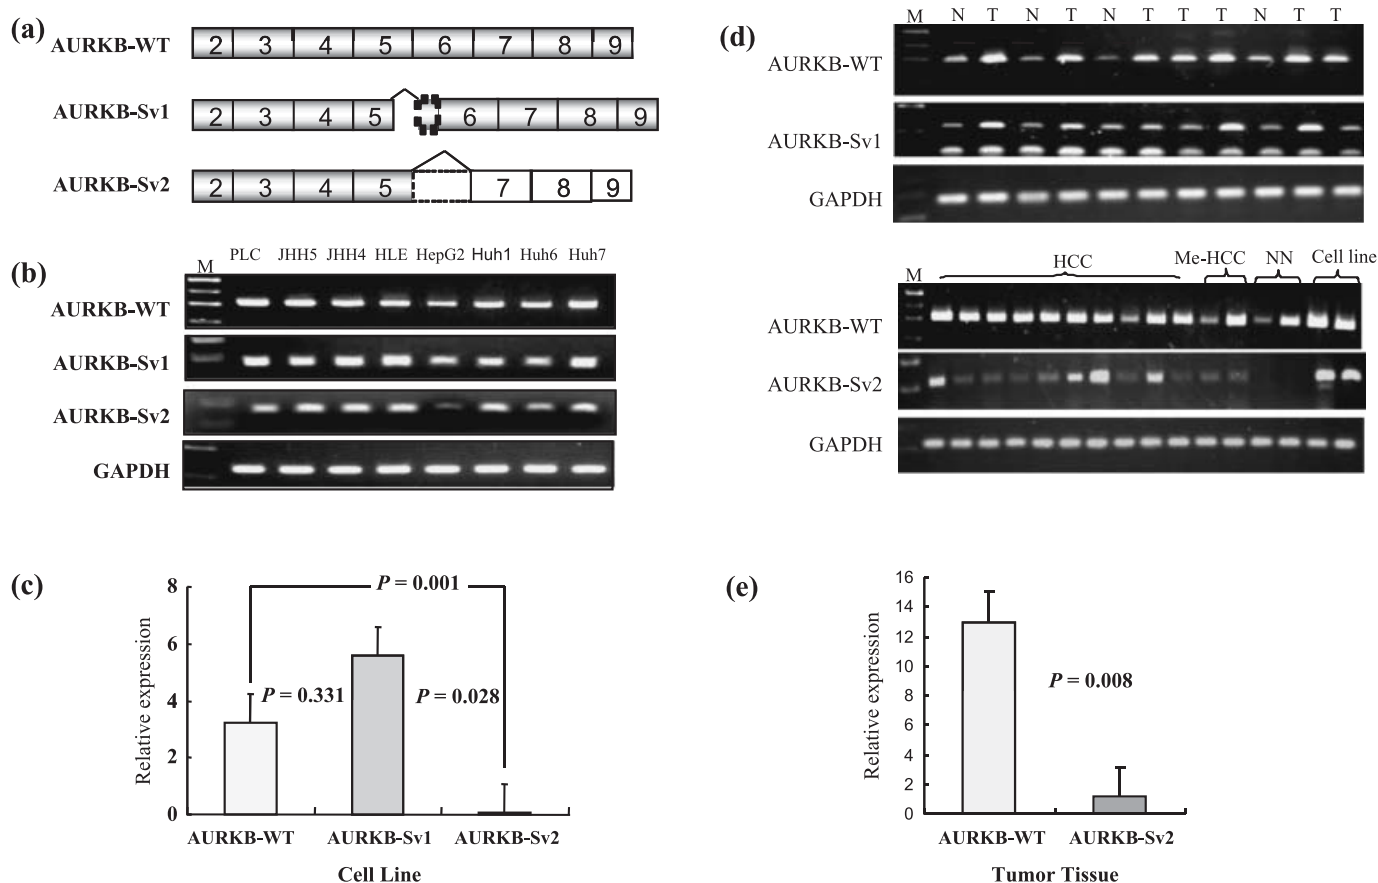 (a)
AURKB-WT 2 3 4 5 6 7 8 9
AURKB-Sv1 2 3 4 5 6 7 8 9
AURKB-Sv2 2 3 4 5 7 8 9
(b)
M PLC JHH5 JHH4 HLE HepG2 Huh1 Huh6 Huh7
AURKB-WT
AURKB-Sv1
AURKB-Sv2
GAPDH
(c)
Relative expression
8
6
4
2
0
P = 0.001
P = 0.331
P = 0.028
AURKB-WT AURKB-Sv1 AURKB-Sv2
Cell Line
(d)
M N T N T N T T T N T T
AURKB-WT
AURKB-Sv1
GAPDH
M HCC Me-HCC NN Cell line
AURKB-WT
AURKB-Sv2
GAPDH
(e)
Relative expression
16
14
12
10
8
6
4
2
0
P = 0.008
AURKB-WT AURKB-Sv2
Tumor Tissue